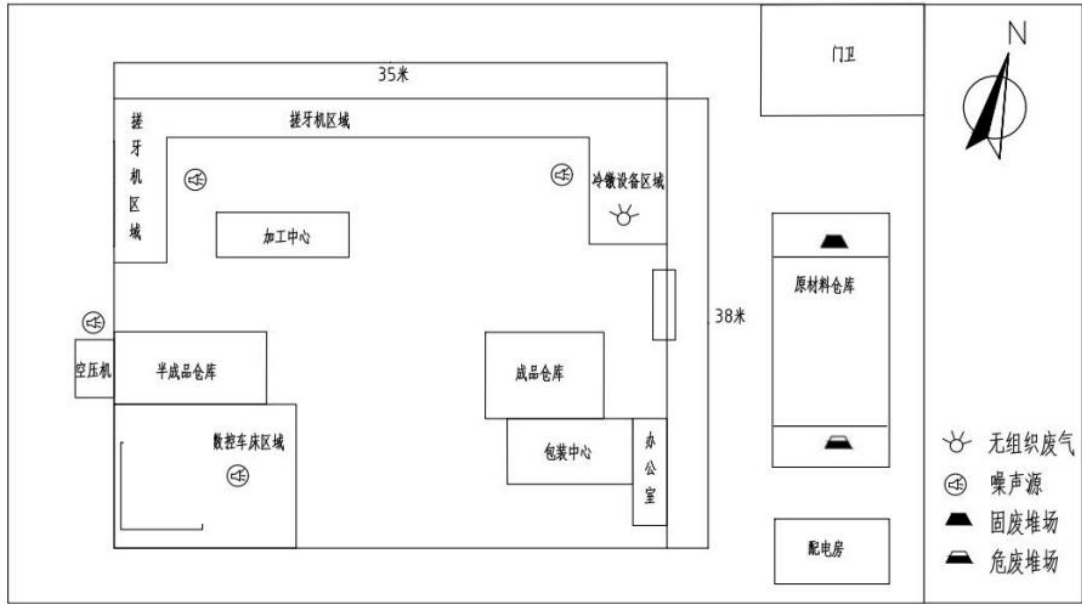 门卫
N
35米
搓牙机区域
搓牙机区域
冷镦设备区域
加工中心
原材料仓库
38米
空压机
半成品仓库
成品仓库
数控车床区域
包装中心
办公室
配电房
无组织废气
噪声源
固废堆场
危废堆场